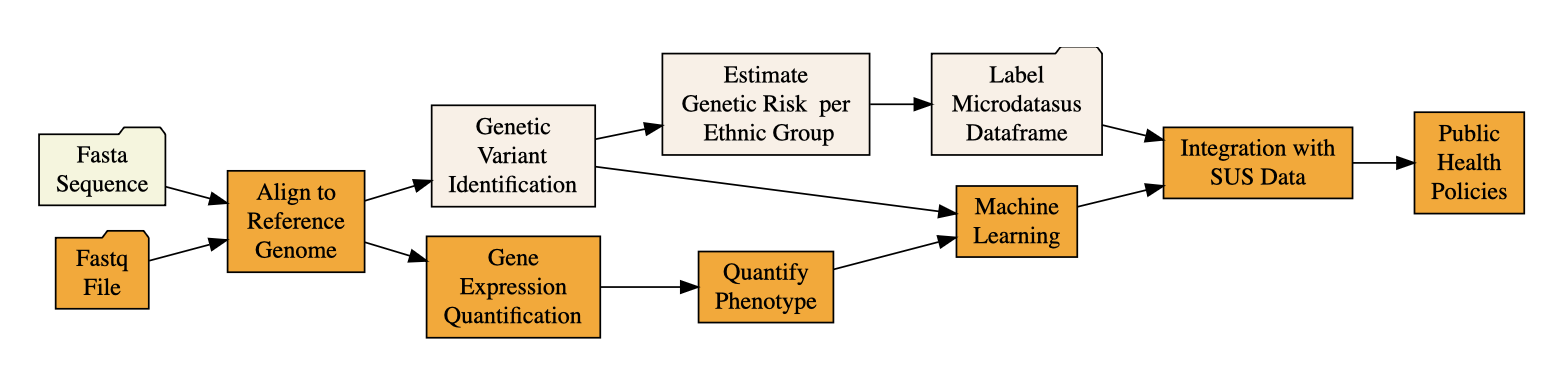 Fasta
Sequence
Fastq
File
Align to
Reference
Genome
Genetic
Variant
Identification
Gene
Expression
Quantification
Estimate
Genetic Risk  per
Ethnic Group
Quantify
Phenotype
Label
Microdatasus
Dataframe
Machine
Learning
Integration with
SUS Data
Public
Health
Policies